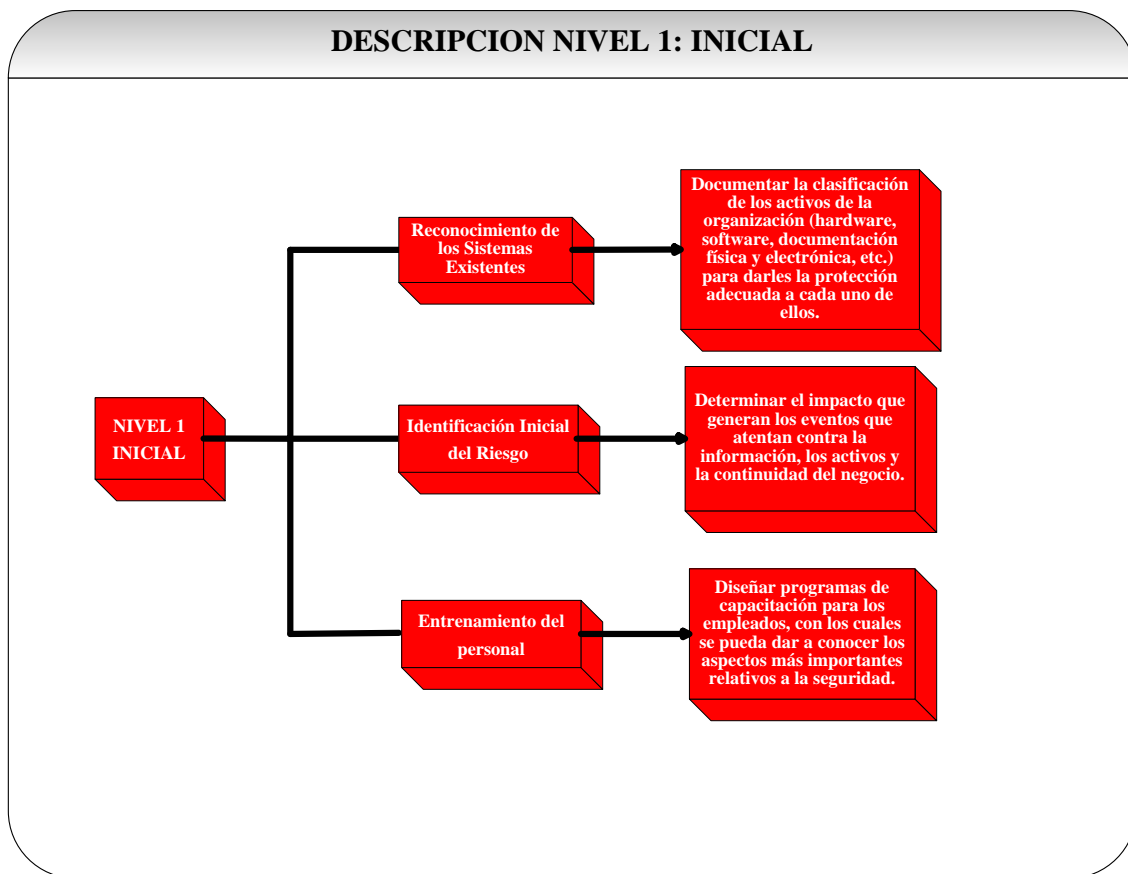 DESCRIPCION NIVEL 1: INICIAL
NIVEL 1
INICIAL
Reconocimiento de
los Sistemas
Existentes
Documentar la clasificación
de los activos de la
organización (hardware,
software, documentación
física y electrónica, etc.)
para darles la protección
adecuada a cada uno de
ellos.
Identificación Inicial
del Riesgo
Determinar el impacto que
generan los eventos que
atentan contra la
información, los activos y
la continuidad del negocio.
Entrenamiento del
personal
Diseñar programas de
capacitación para los
empleados, con los cuales
se pueda dar a conocer los
aspectos más importantes
relativos a la seguridad.